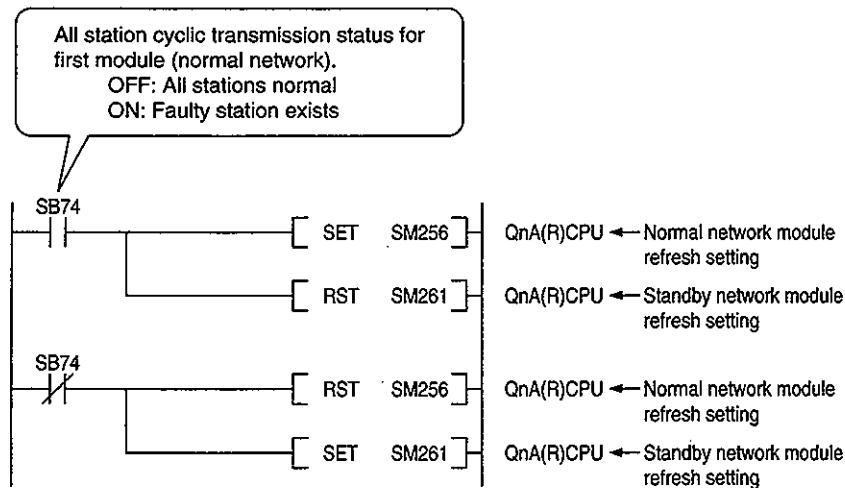 All station cyclic transmission status for
first module (normal network).
OFF: All stations normal
ON: Faulty station exists
SB74
SET SM256 QnA(R)CPU Normal network module
refresh setting
RST SM261 QnA(R)CPU Standby network module
refresh setting
SB74
RST SM256 QnA(R)CPU Normal network module
refresh setting
SET SM261 QnA(R)CPU Standby network module
refresh setting